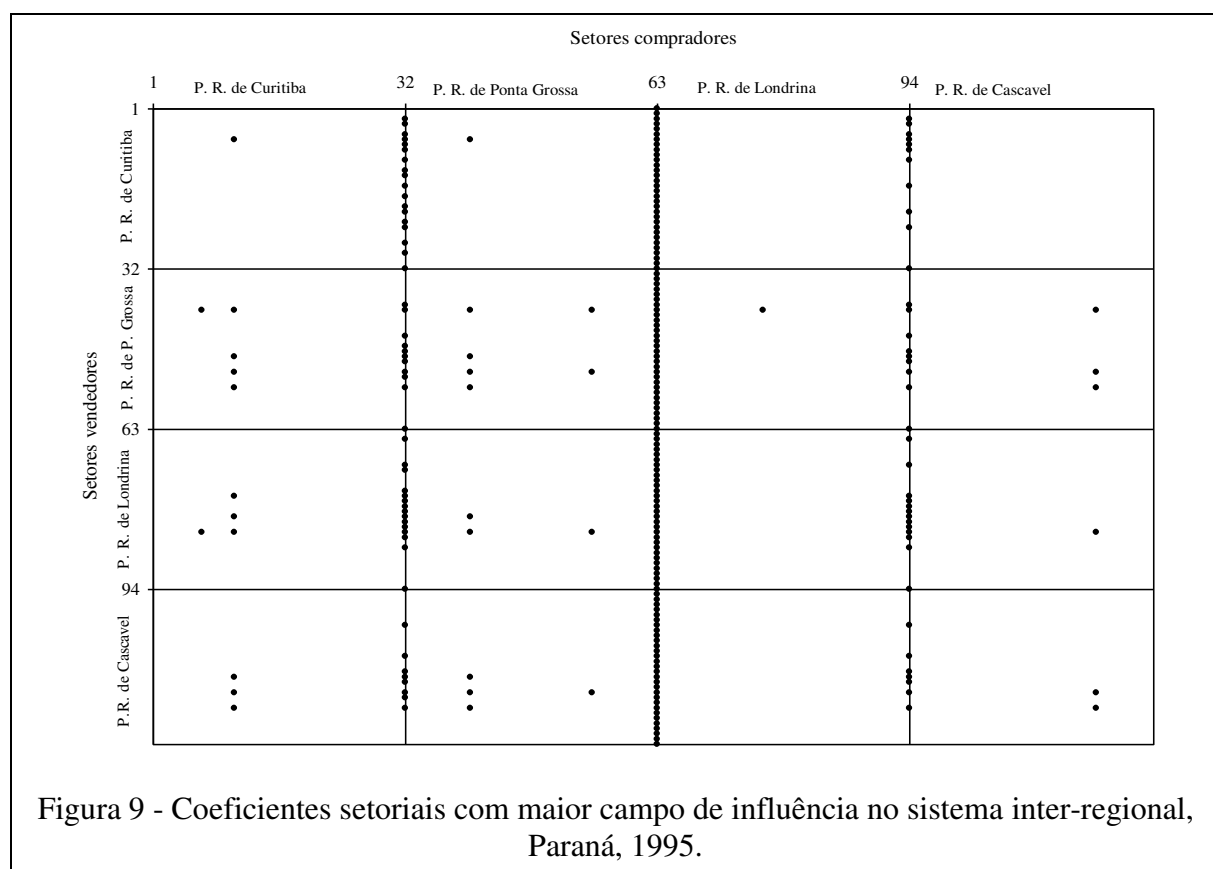 Setores compradores
1 P. R. de Curitiba 32 P. R. de Ponta Grossa 63 P. R. de Londrina 94 P. R. de Cascavel
Setores vendedores
1
P. R. de Curitiba
32
P. R. de P. Grossa
63
P. R. de Londrina
94
P.R. de Cascavel
Figura 9 - Coeficientes setoriais com maior campo de influência no sistema inter-regional,
Paraná, 1995.